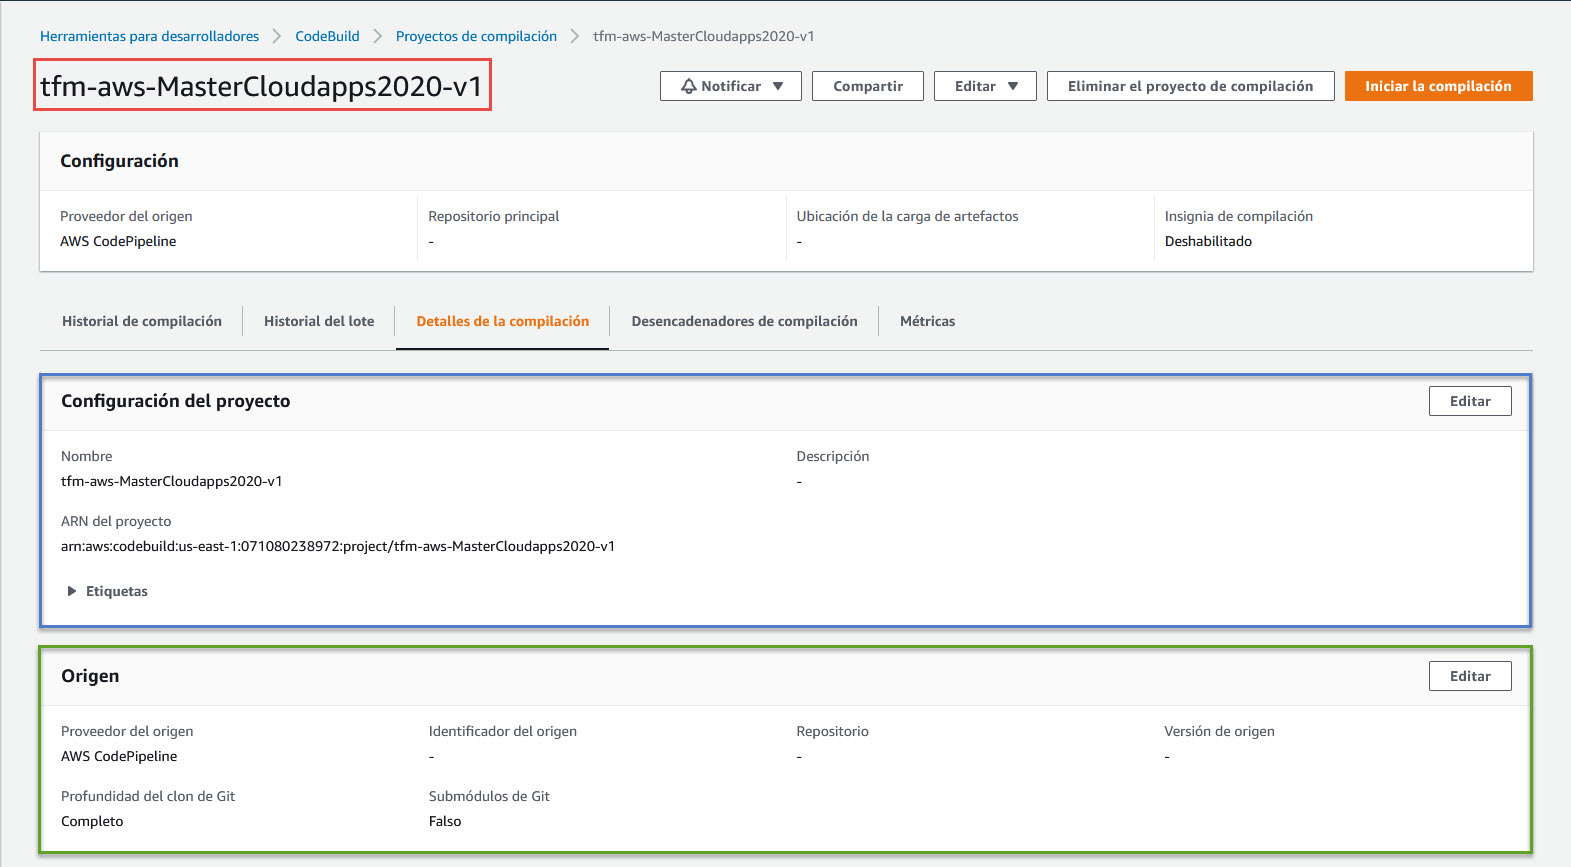 Herramientas para desarrolladores > CodeBuild > Proyectos de compilación > tfm-aws-MasterCloudapps2020-v1
tfm-aws-MasterCloudapps2020-v1
Notificar Compartir Editar Eliminar el proyecto de compilación Iniciar la compilación
Configuración
Proveedor del origen Repositorio principal Ubicación de la carga de artefactos Insignia de compilación
AWS CodePipeline - - Deshabilitado
Historial de compilación Historial del lote Detalles de la compilación Desencadenadores de compilación Métricas
Configuración del proyecto Editar
Nombre Descripción
tfm-aws-MasterCloudapps2020-v1 -
ARN del proyecto
arn:aws:codebuild:us-east-1:071080238972:project/tfm-aws-MasterCloudapps2020-v1
Etiquetas
Origen Editar
Proveedor del origen Identificador del origen Repositorio Versión de origen
AWS CodePipeline - - -
Profundidad del clon de Git Submódulos de Git
Completo Falso